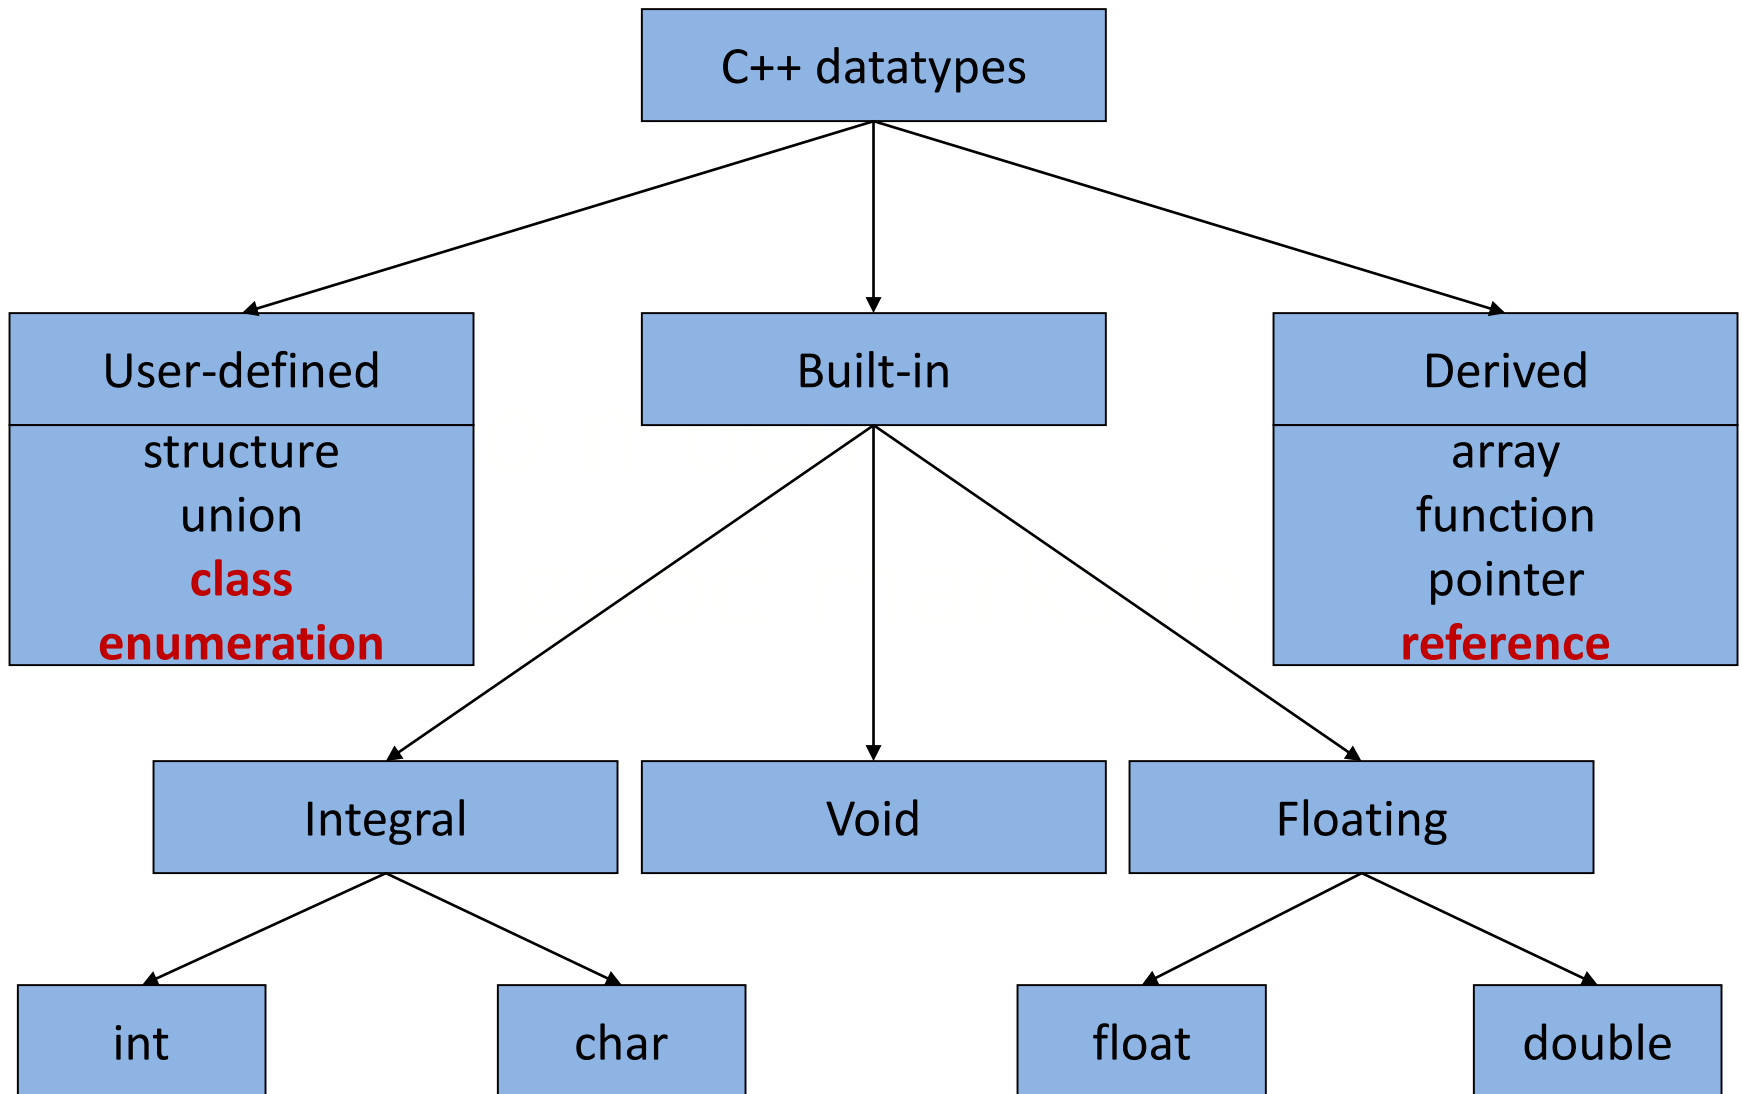 C++ datatypes
User-defined
structure
union
class
enumeration
Built-in
Derived
array
function
pointer
reference
Integral
Void
Floating
int
char
float
double